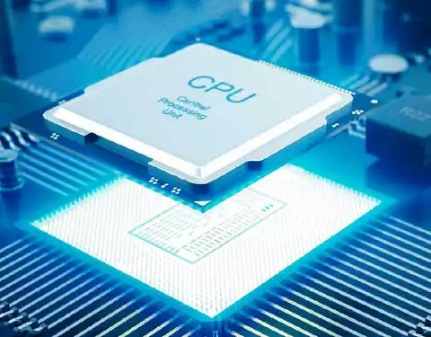 CPU
Central
Processing
Unit